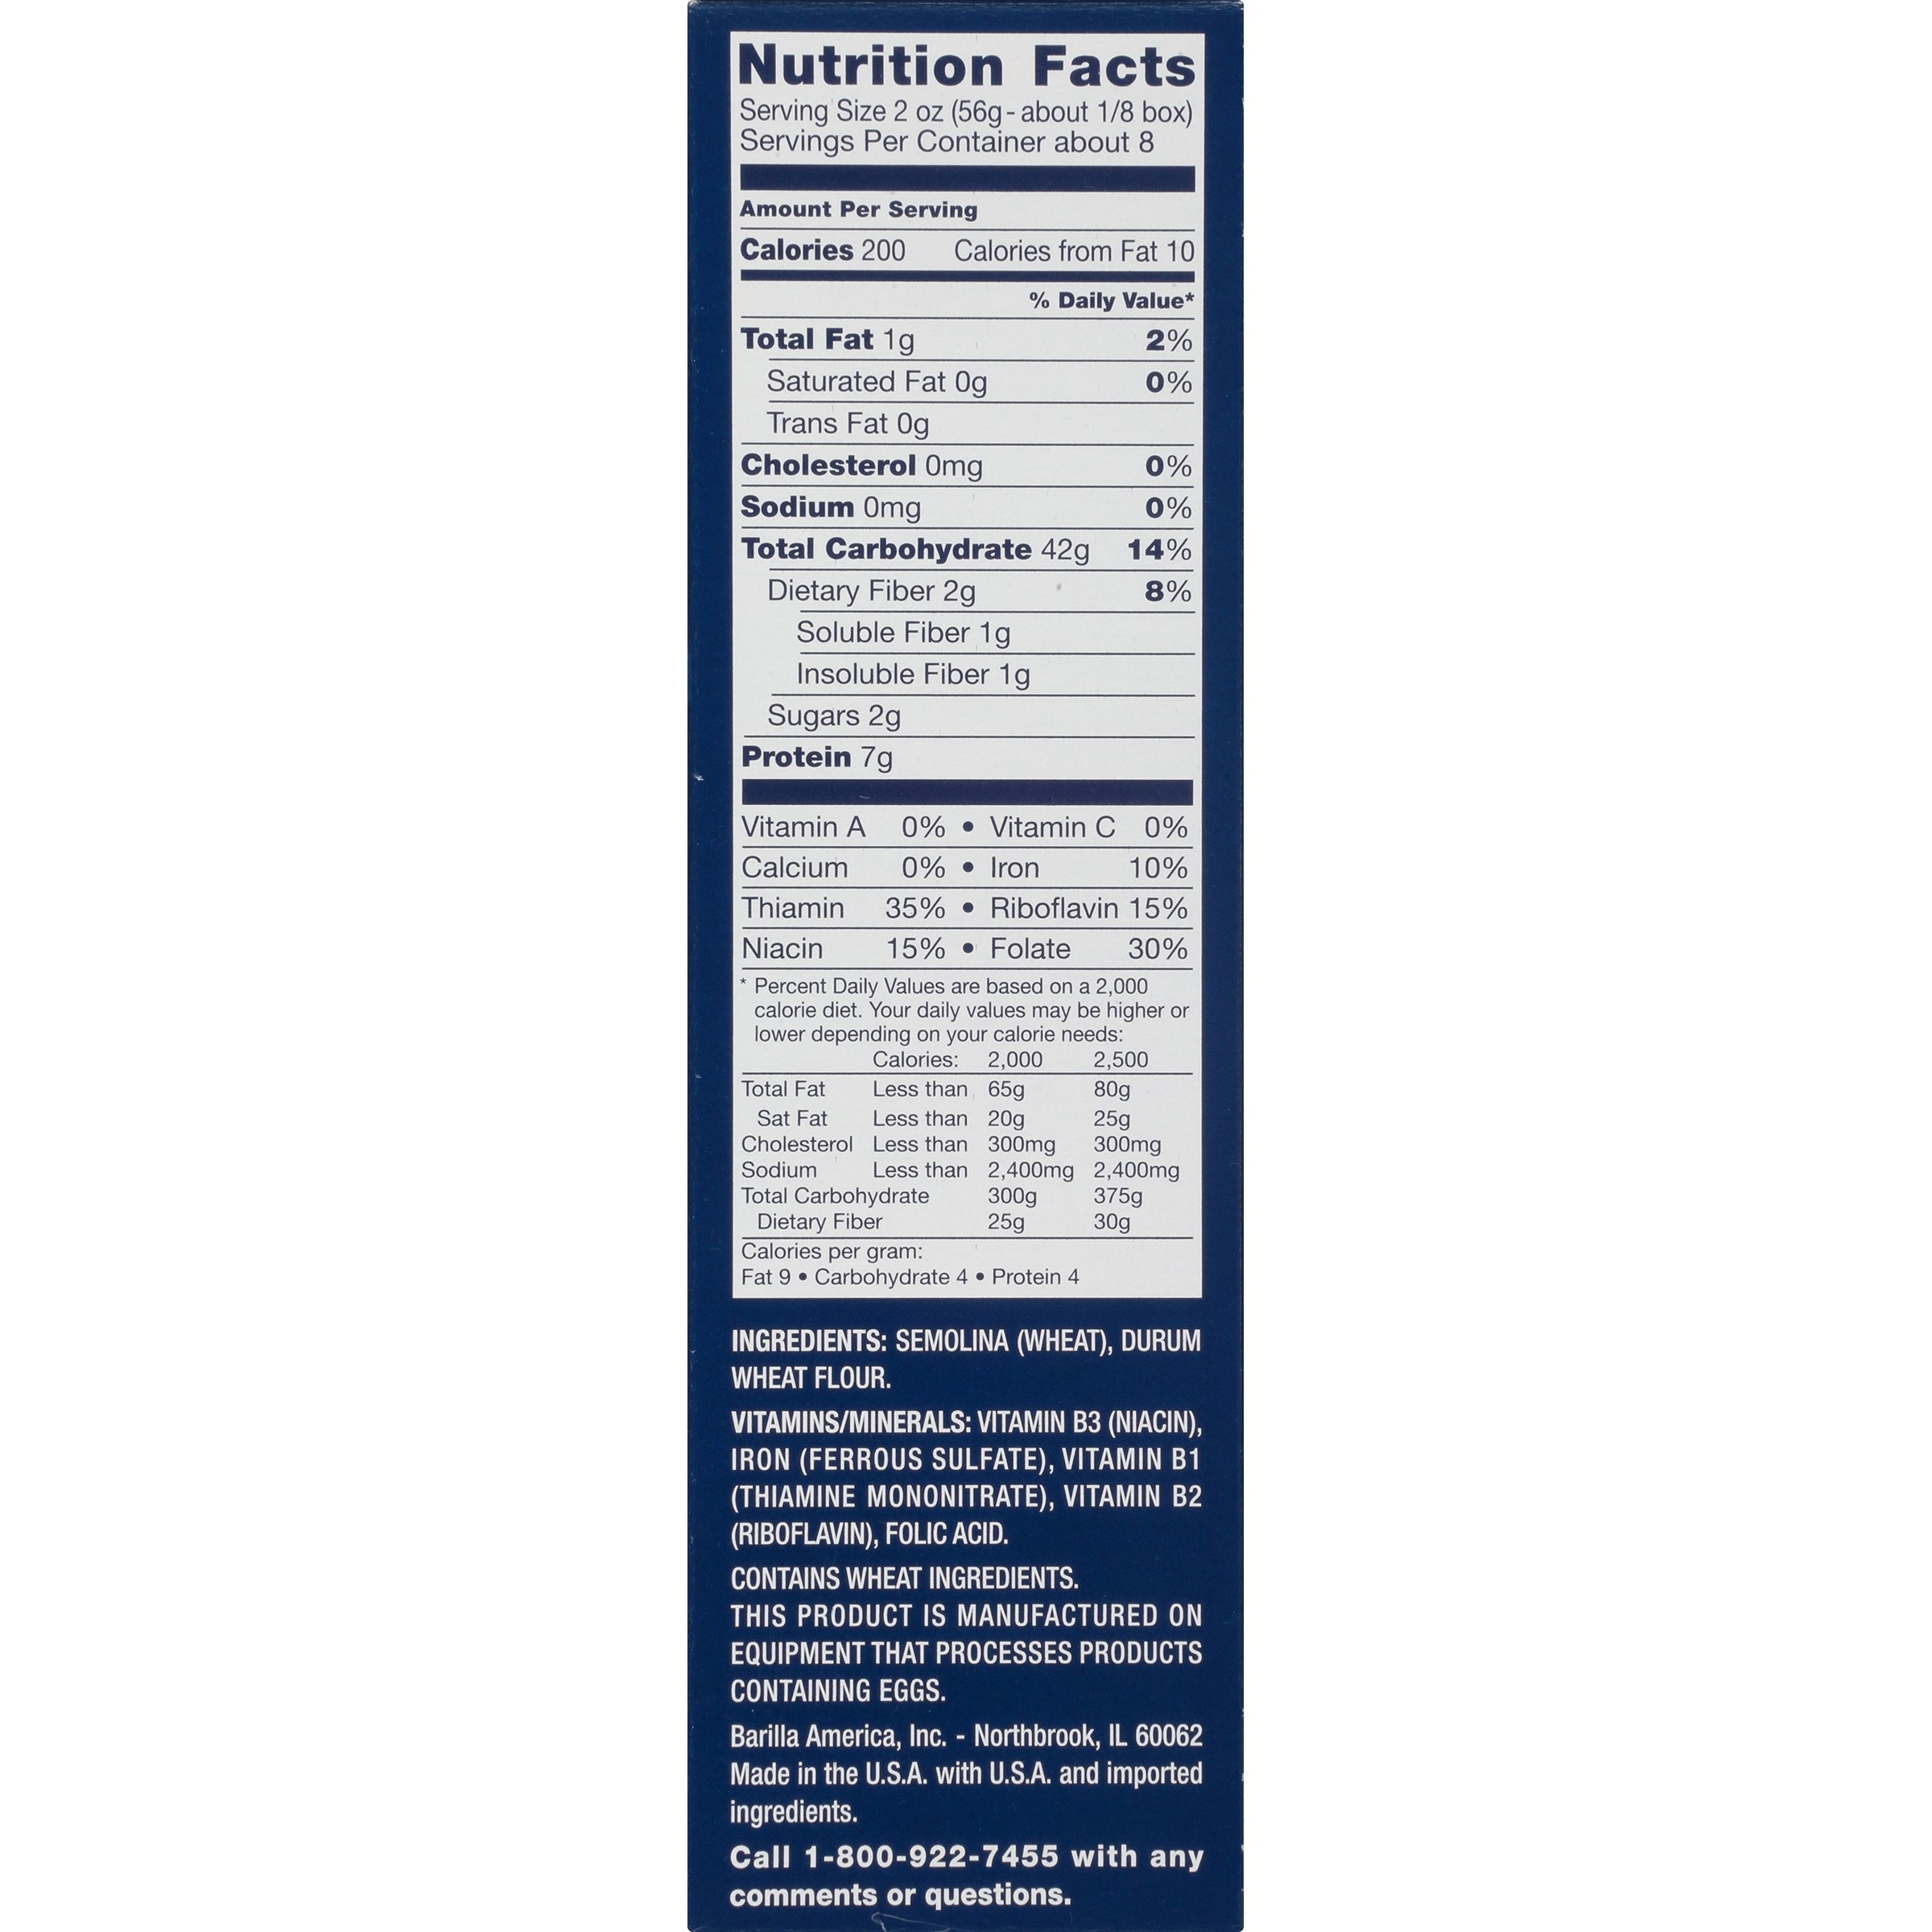 Nutrition Facts
Serving Size 2 oz (56g - about 1/8 box)
Servings Per Container about 8
Amount Per Serving
Calories 200 Calories from Fat 10
% Daily Value*
Total Fat 1g 2%
Saturated Fat 0g 0%
Trans Fat 0g
Cholesterol 0mg 0%
Sodium 0mg 0%
Total Carbohydrate 42g 14%
Dietary Fiber 2g 8%
Soluble Fiber 1g
Insoluble Fiber 1g
Sugars 2g
Protein 7g
Vitamin A 0% • Vitamin C 0%
Calcium 0% • Iron 10%
Thiamin 35% • Riboflavin 15%
Niacin 15% • Folate 30%
* Percent Daily Values are based on a 2,000
calorie diet. Your daily values may be higher or
lower depending on your calorie needs:
Calories: 2,000 2,500
Total Fat Less than 65g 80g
Sat Fat Less than 20g 25g
Cholesterol Less than 300mg 300mg
Sodium Less than 2,400mg 2,400mg
Total Carbohydrate 300g 375g
Dietary Fiber 25g 30g
Calories per gram:
Fat 9 • Carbohydrate 4 • Protein 4
INGREDIENTS: SEMOLINA (WHEAT), DURUM
WHEAT FLOUR.
VITAMINS/MINERALS: VITAMIN B3 (NIACIN),
IRON (FERROUS SULFATE), VITAMIN B1
(THIAMINE MONONITRATE), VITAMIN B2
(RIBOFLAVIN), FOLIC ACID.
CONTAINS WHEAT INGREDIENTS.
THIS PRODUCT IS MANUFACTURED ON
EQUIPMENT THAT PROCESSES PRODUCTS
CONTAINING EGGS.
Barilla America, Inc. - Northbrook, IL 60062
Made in the U.S.A. with U.S.A. and imported
ingredients.
Call 1-800-922-7455 with any
comments or questions.